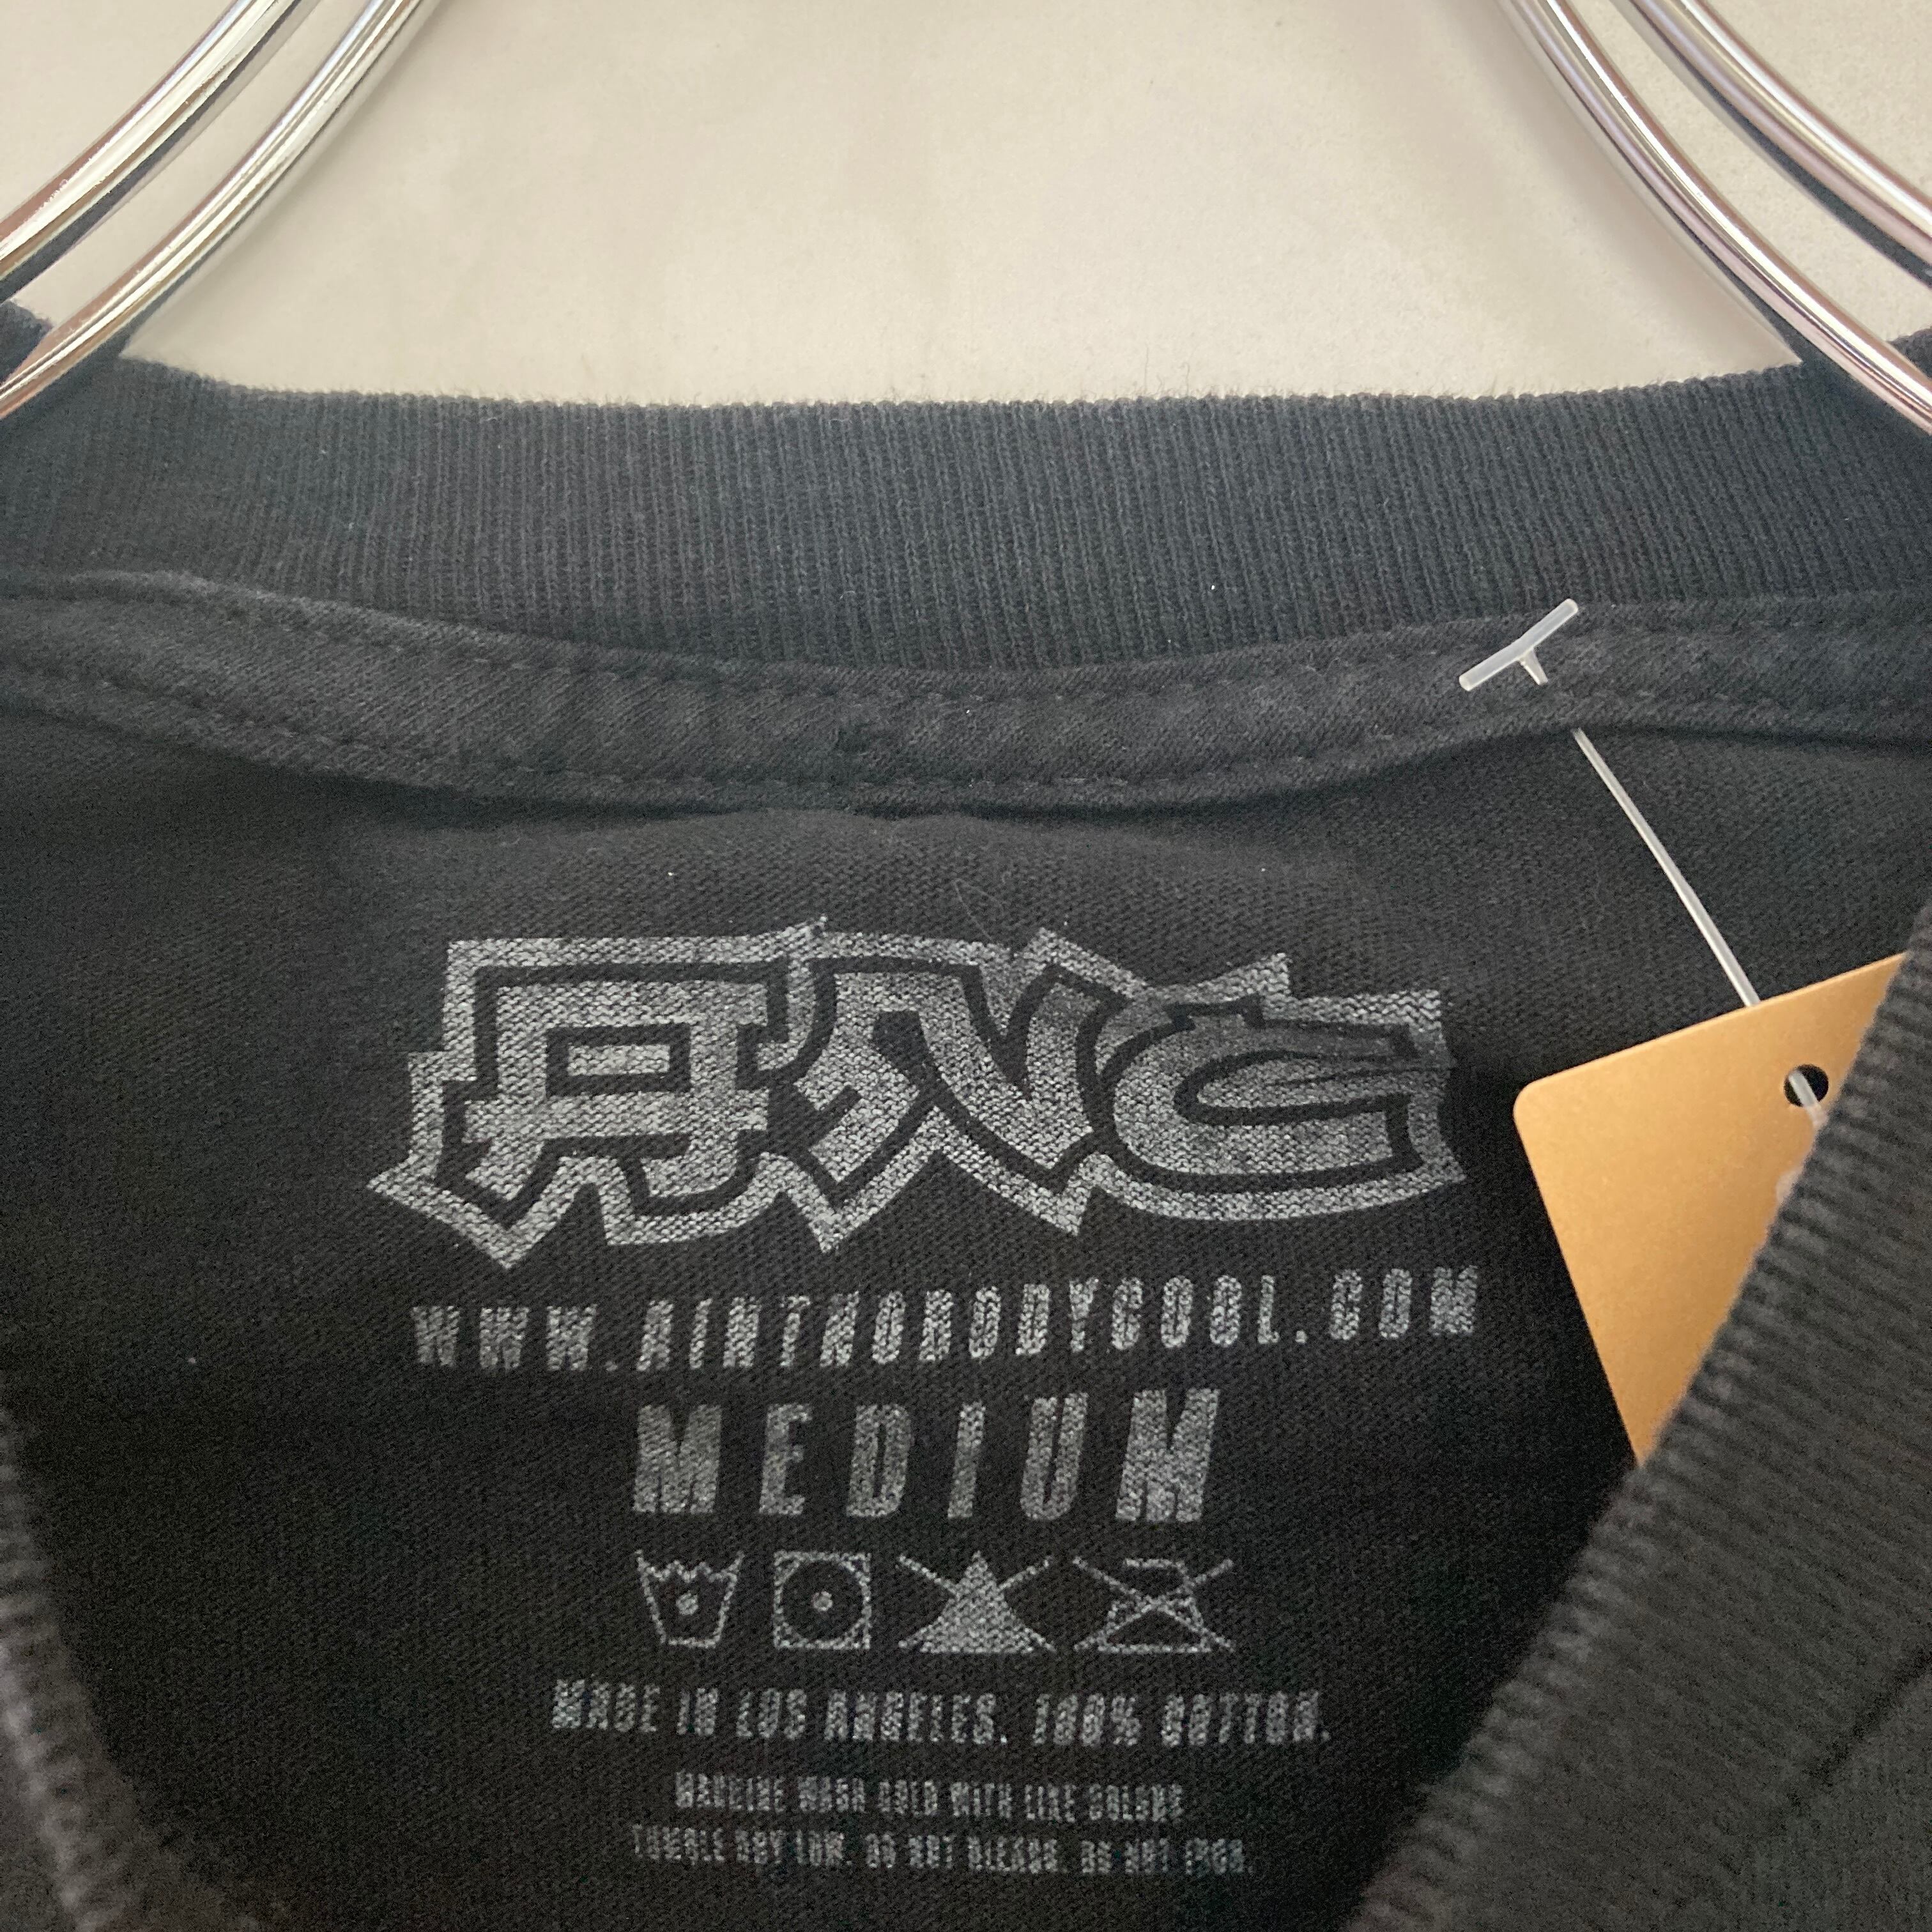 ANC
WWW.AINTNOBODYCOOL.COM
MEDIUM
MADE IN LOS ANGELES. 100% COTTON.
MACHINE WASH COLD WITH LIKE COLORS
TUMBLE DRY LOW. DO NOT BLEACH. DO NOT IRON.